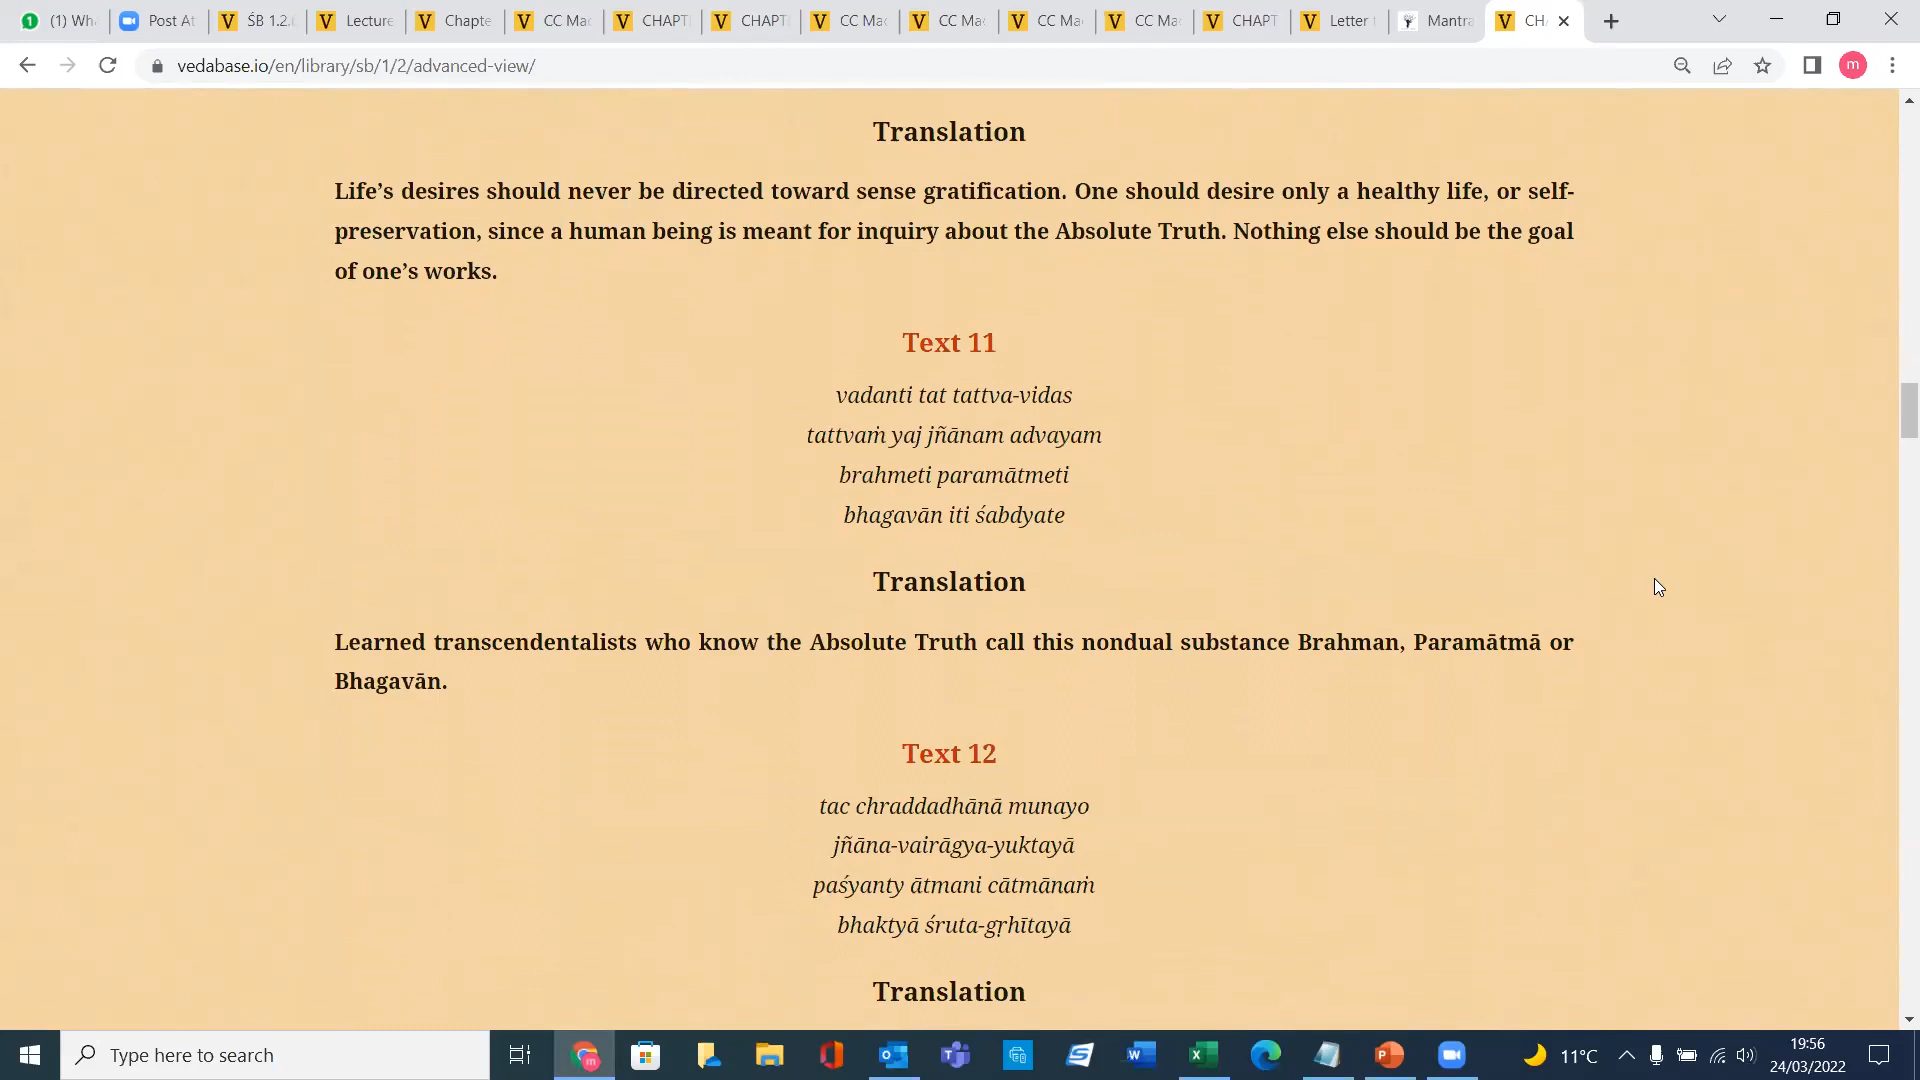 (1) Wha
Post At
ŚB 1.2.
Lecture
Chapte
CC Mad
CHAPT
CHAPT
CC Ma
CC Ma
CC Ma
CC Ma
CHAPT
Letter
Mantra
CH
vedabase.io/en/library/sb/1/2/advanced-view/
m
Translation
Life’s desires should never be directed toward sense gratification. One should desire only a healthy life, or self-
preservation, since a human being is meant for inquiry about the Absolute Truth. Nothing else should be the goal
of one’s works.
Text 11
vadanti tat tattva-vidas
tattvaṁ yaj jñānam advayam
brahmeti paramātmeti
bhagavān iti śabdyate
Translation
Learned transcendentalists who know the Absolute Truth call this nondual substance Brahman, Paramātmā or
Bhagavān.
Text 12
tac chraddadhānā munayo
jñāna-vairāgya-yuktayā
paśyanty ātmani cātmānaṁ
bhaktyā śruta-gṛhītayā
Translation
Type here to search
11°C
19:56
24/03/2022